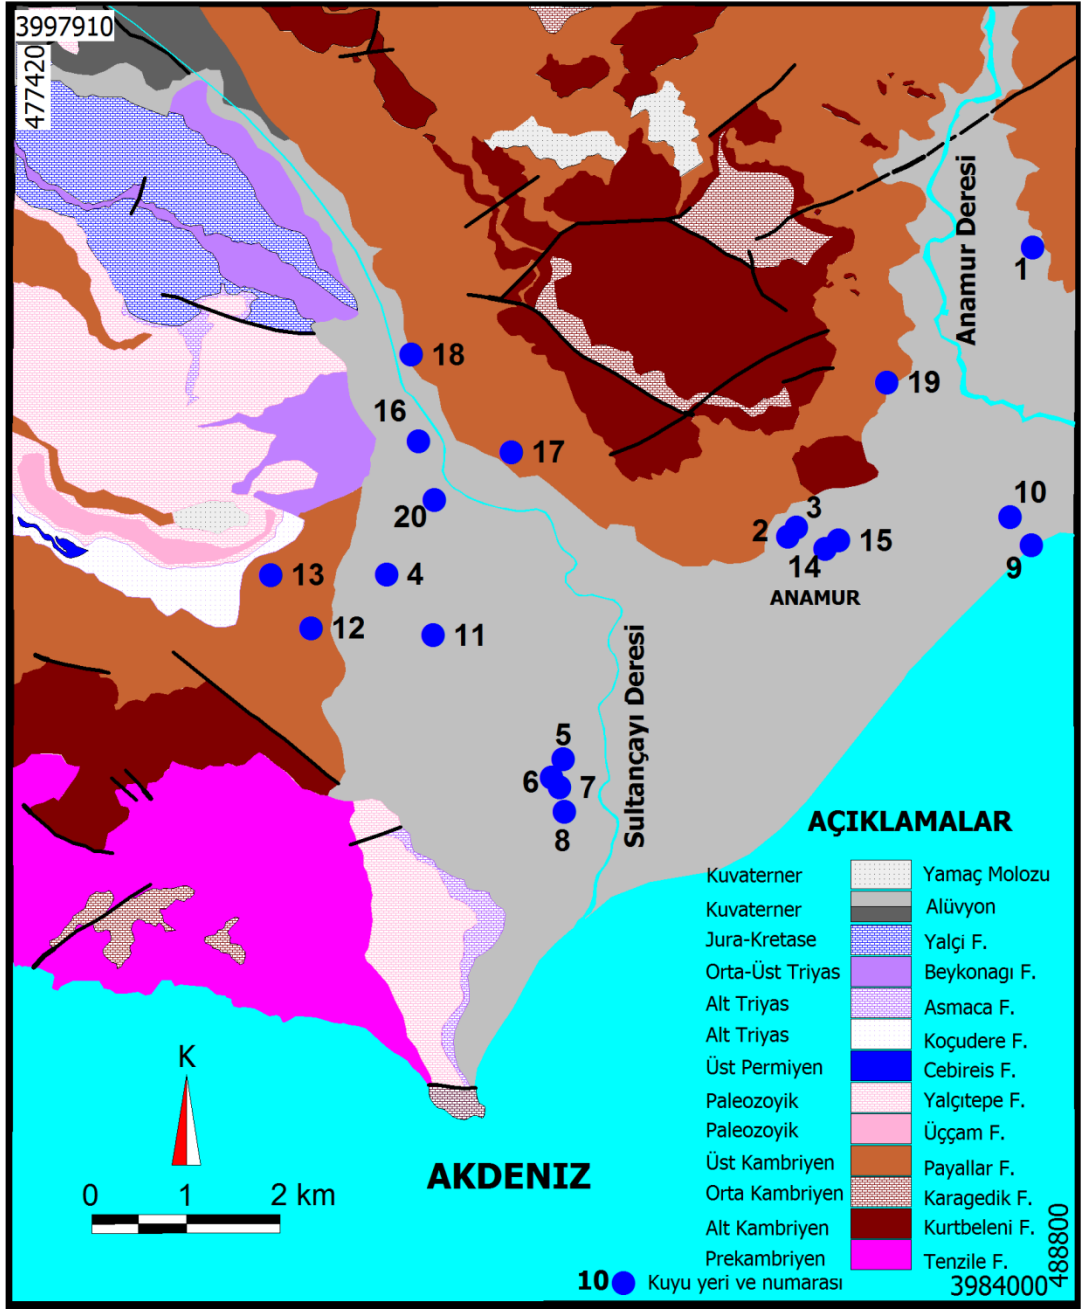 3997910
477420
Anamur Deresi
1
18
19
16
17
20
10
3
2
15
14
9
ANAMUR
13
4
12
11
Sultançayı Deresi
5
6
7
8
AÇIKLAMALAR
Kuvaterner Yamaç Molozu
Kuvaterner Alüvyon
Jura-Kretase Yalçi F.
Orta-Üst Triyas Beykonagı F.
Alt Triyas Asmaca F.
Alt Triyas Koçudere F.
Üst Permiyen Cebireis F.
Paleozoyik Yalçıtepe F.
Paleozoyik Üççam F.
Üst Kambriyen Payallar F.
Orta Kambriyen Karagedik F.
Alt Kambriyen Kurtbeleni F.
Prekambriyen Tenzile F.
10 Kuyu yeri ve numarası
K
AKDENIZ
0 1 2 km
3984000
488800